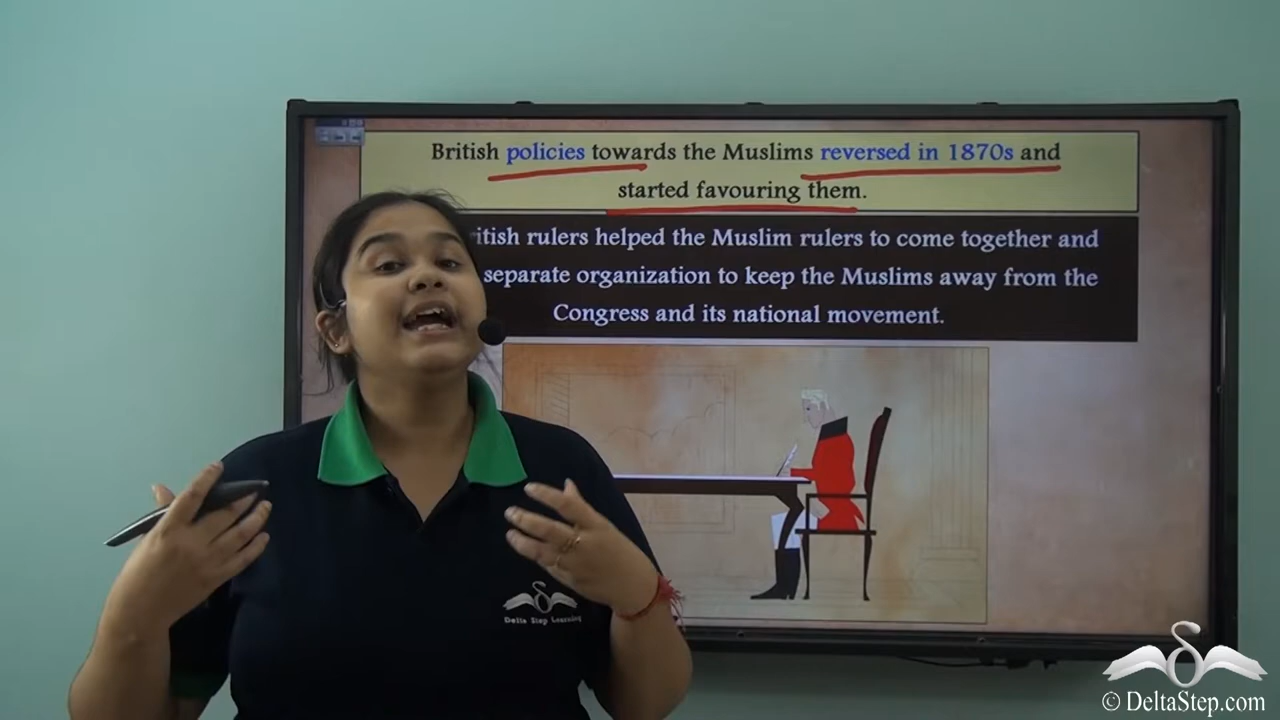 British policies towards the Muslims reversed in 1870s and
started favouring them.
rulers helped the Muslim rulers to come together and
separate organization to keep the Muslims away from the
Congress and its national movement.
Delta Step Learning
© DeltaStep.com